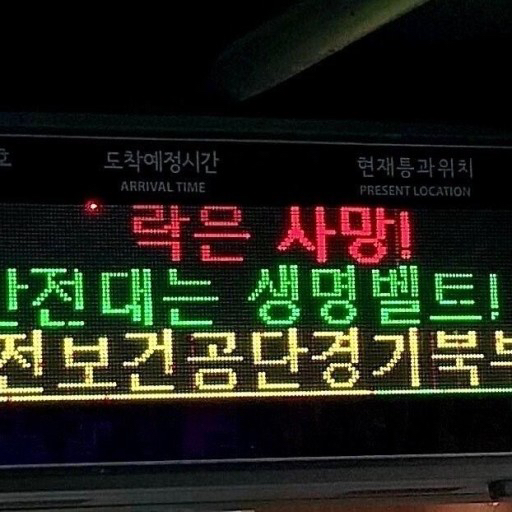 호 도착예정시간 현재통과위치
ARRIVAL TIME PRESENT LOCATION
락은 사망!
안전대는 생명벨트!
전보건공단경기북부